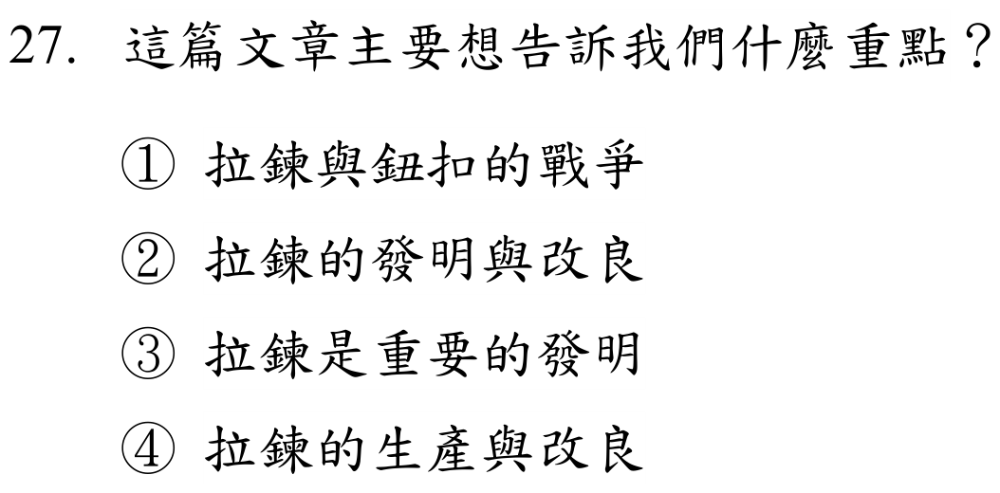 27. 這篇文章主要想告訴我們什麼重點？
① 拉鍊與鈕扣的戰爭
② 拉鍊的發明與改良
③ 拉鍊是重要的發明
④ 拉鍊的生產與改良